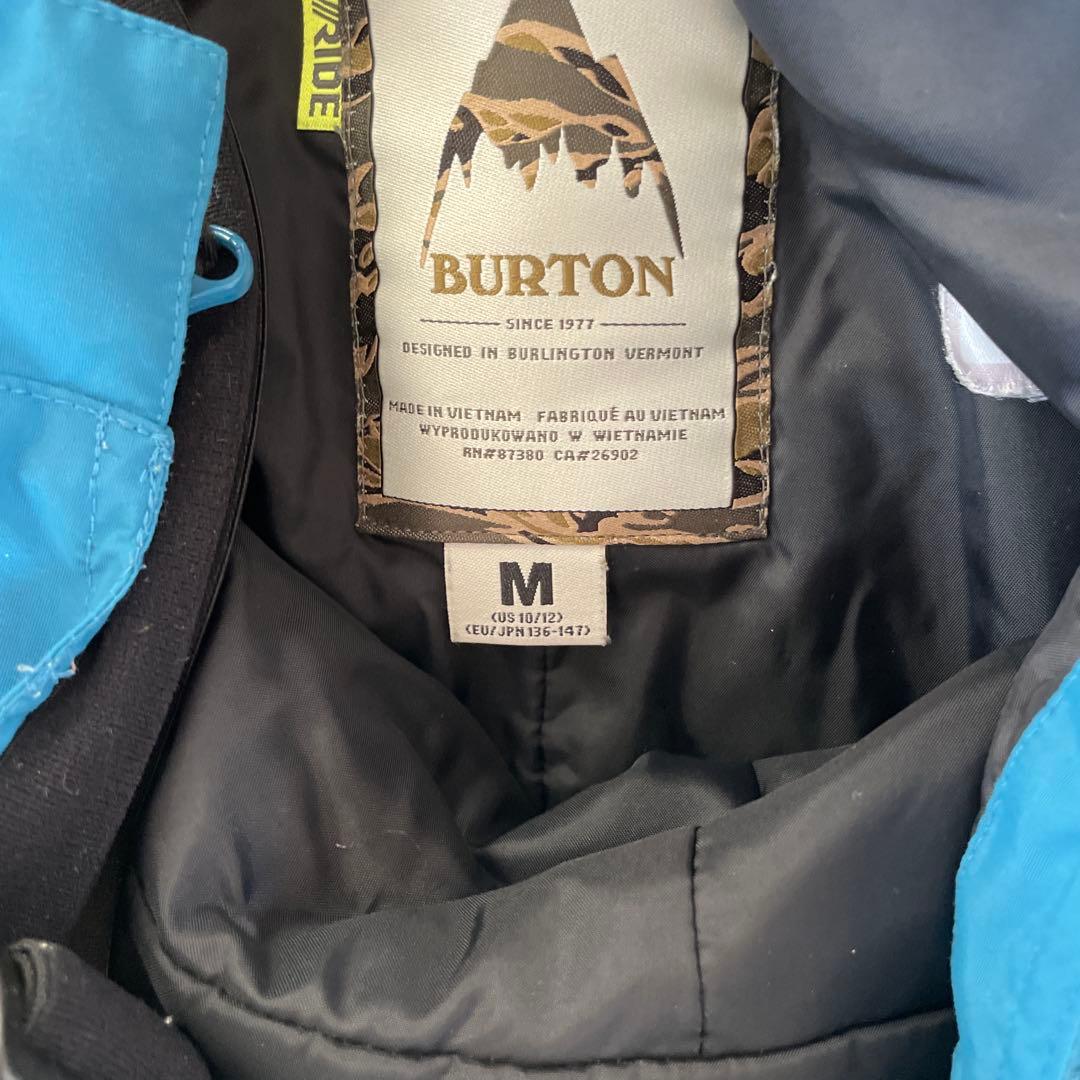 ///RIDE
BURTON
SINCE 1977
DESIGNED IN BURLINGTON VERMONT
MADE IN VIETNAM FABRIQUÉ AU VIETNAM
WYPRODUKOWANO W WIETNAMIE
RN#87380 CA#26902
M
(US 10/12)
(EU/JPN 136-147)